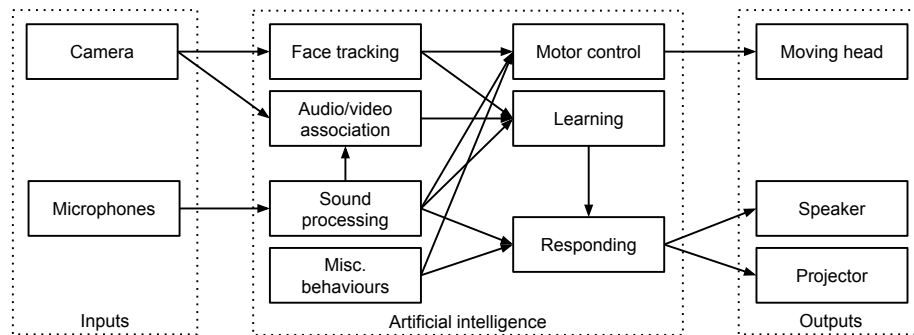 Camera
Microphones
Inputs
Face tracking
Audio/video
association
Sound
processing
Misc.
behaviours
Motor control
Learning
Responding
Artificial intelligence
Moving head
Speaker
Projector
Outputs